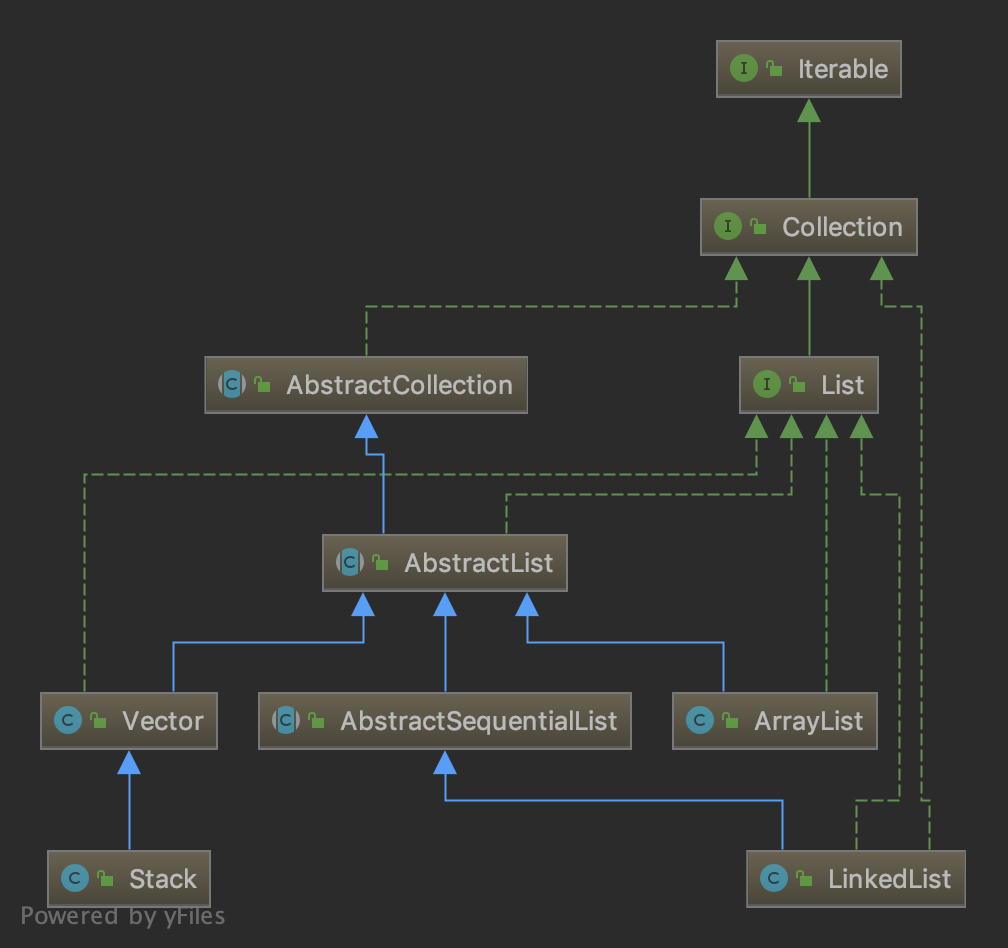 I Iterable
I Collection
C AbstractCollection
I List
C AbstractList
C Vector
C AbstractSequentialList
C ArrayList
C Stack
C LinkedList
Powered by yFiles